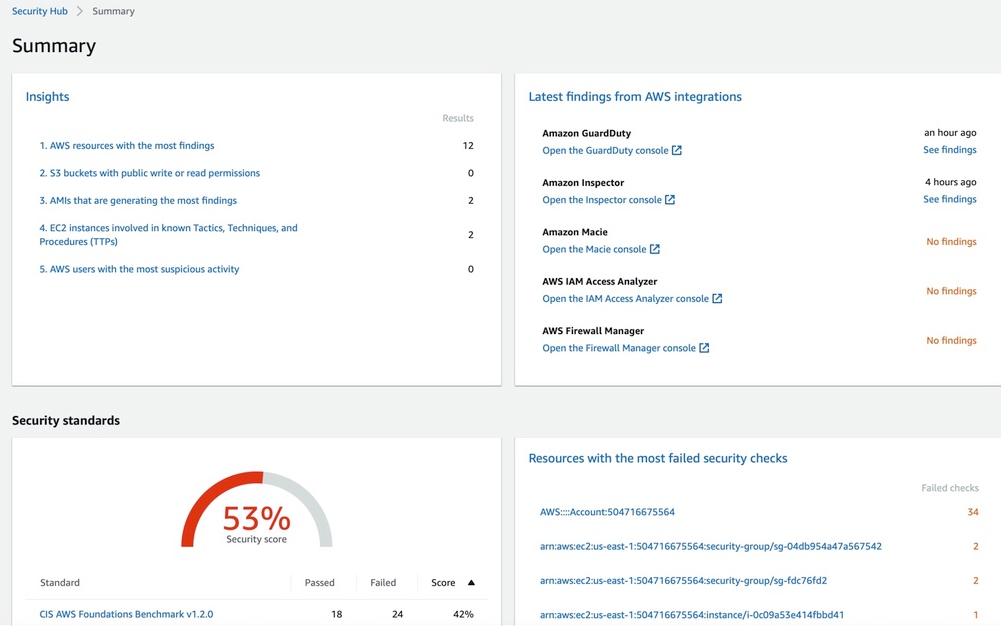 Security Hub > Summary
Summary
Insights
Results
1. AWS resources with the most findings 12
2. S3 buckets with public write or read permissions 0
3. AMIs that are generating the most findings 2
4. EC2 instances involved in known Tactics, Techniques, and
Procedures (TTPs) 2
5. AWS users with the most suspicious activity 0
Latest findings from AWS integrations
Amazon GuardDuty an hour ago
Open the GuardDuty console See findings
Amazon Inspector 4 hours ago
Open the Inspector console See findings
Amazon Macie
Open the Macie console No findings
AWS IAM Access Analyzer
Open the IAM Access Analyzer console No findings
AWS Firewall Manager
Open the Firewall Manager console No findings
Security standards
53%
Security score
Standard Passed Failed Score
CIS AWS Foundations Benchmark v1.2.0 18 24 42%
Resources with the most failed security checks
Failed checks
AWS::::Account:504716675564 34
arn:aws:ec2:us-east-1:504716675564:security-group/sg-04db954a47a567542 2
arn:aws:ec2:us-east-1:504716675564:security-group/sg-fdc76fd2 2
arn:aws:ec2:us-east-1:504716675564:instance/i-0c09a53e414fbbd41 1